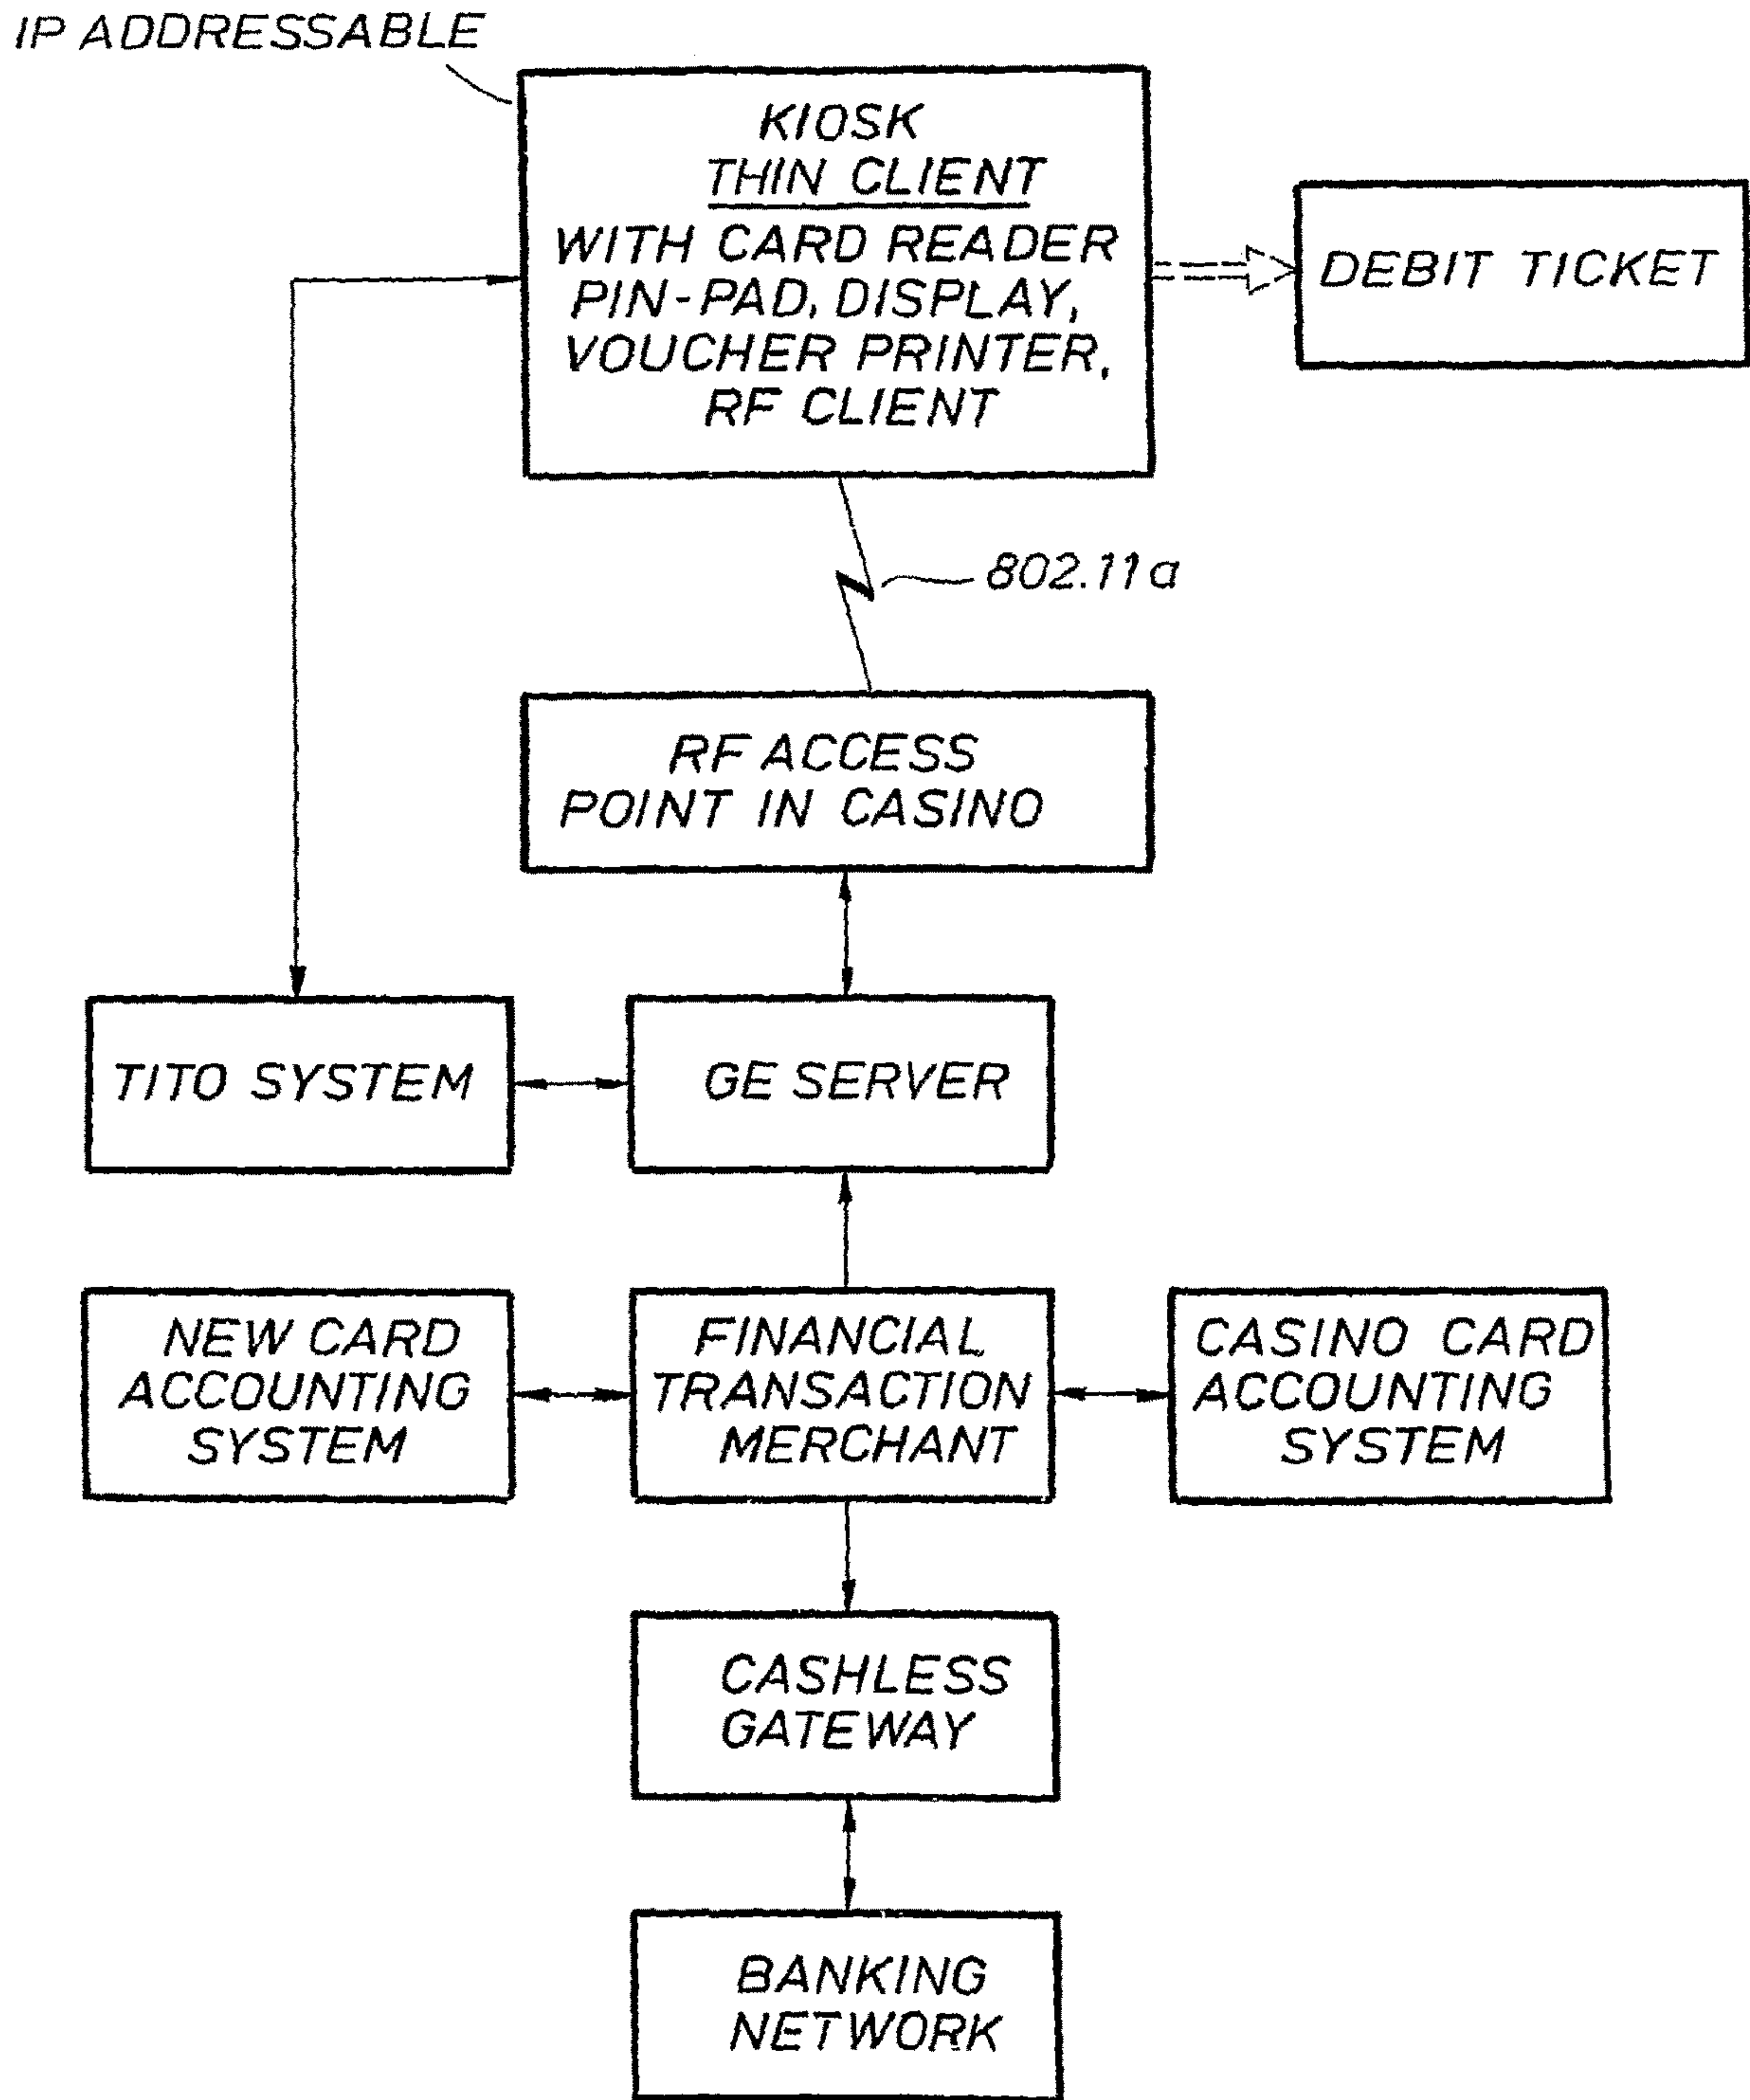 IP ADDRESSABLE
KIOSK
THIN CLIENT
WITH CARD READER
PIN-PAD, DISPLAY,
VOUCHER PRINTER,
RF CLIENT
DEBIT TICKET
802.11a
RF ACCESS
POINT IN CASINO
TITO SYSTEM
GE SERVER
NEW CARD
ACCOUNTING
SYSTEM
FINANCIAL
TRANSACTION
MERCHANT
CASINO CARD
ACCOUNTING
SYSTEM
CASHLESS
GATEWAY
BANKING
NETWORK